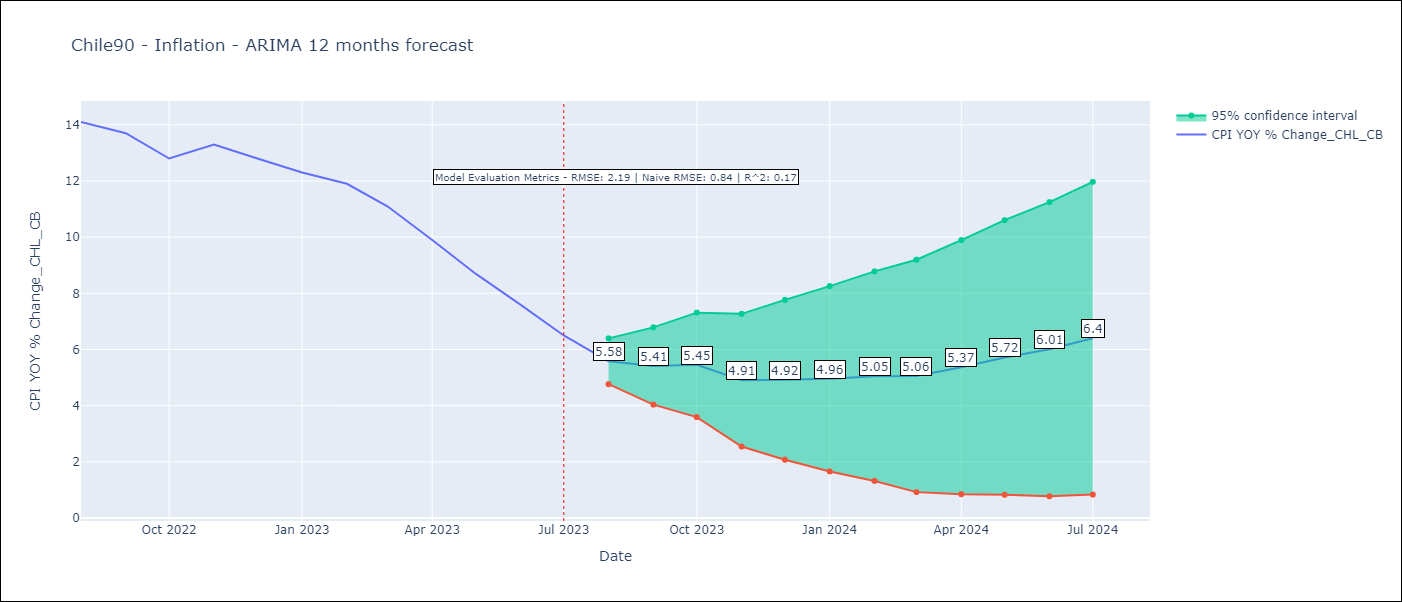 Chile90 - Inflation - ARIMA 12 months forecast
95% confidence interval
CPI YOY % Change_CHL_CB
Model Evaluation Metrics - RMSE: 2.19 | Naive RMSE: 0.84 | R^2: 0.17
CPI YOY % Change_CHL_CB
14
12
10
8
6
4
2
0
5.58
5.41
5.45
4.91
4.92
4.96
5.05
5.06
5.37
5.72
6.01
6.4
Oct 2022
Jan 2023
Apr 2023
Jul 2023
Oct 2023
Jan 2024
Apr 2024
Jul 2024
Date